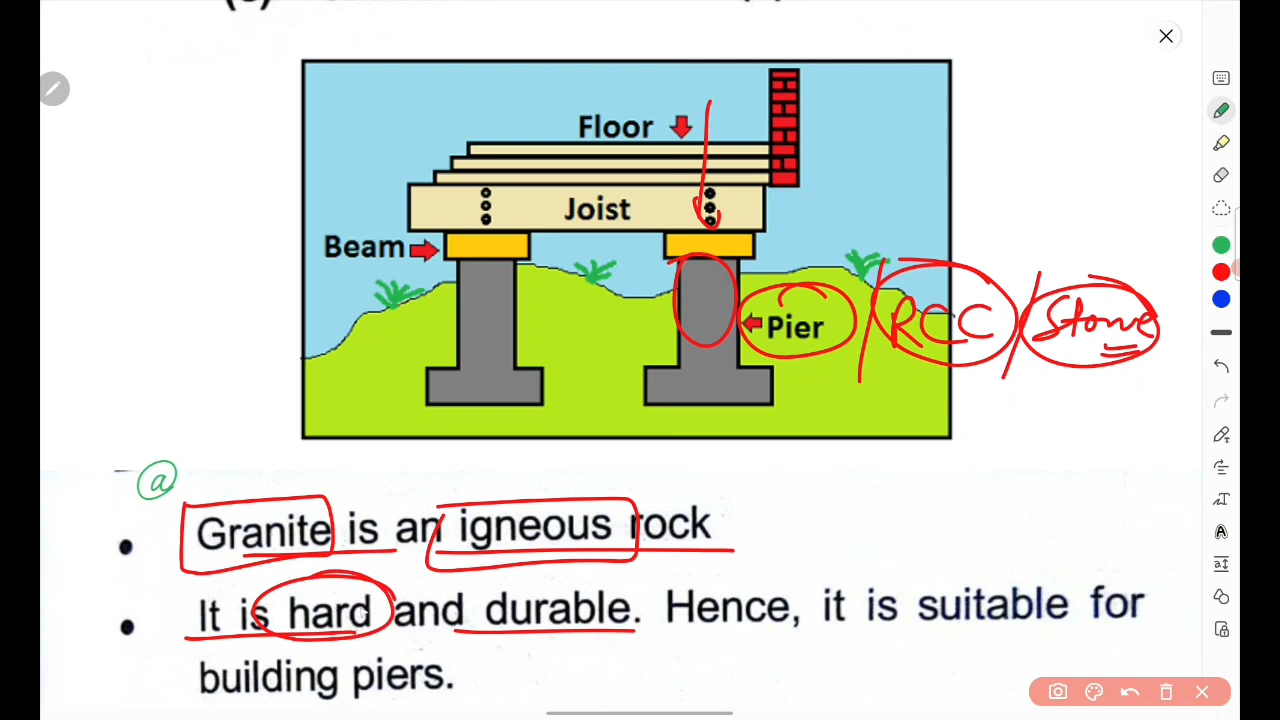 Floor
Joist
Beam
Pier / RCC / Stone
a
• Granite is an igneous rock
• It is hard and durable. Hence, it is suitable for
building piers.